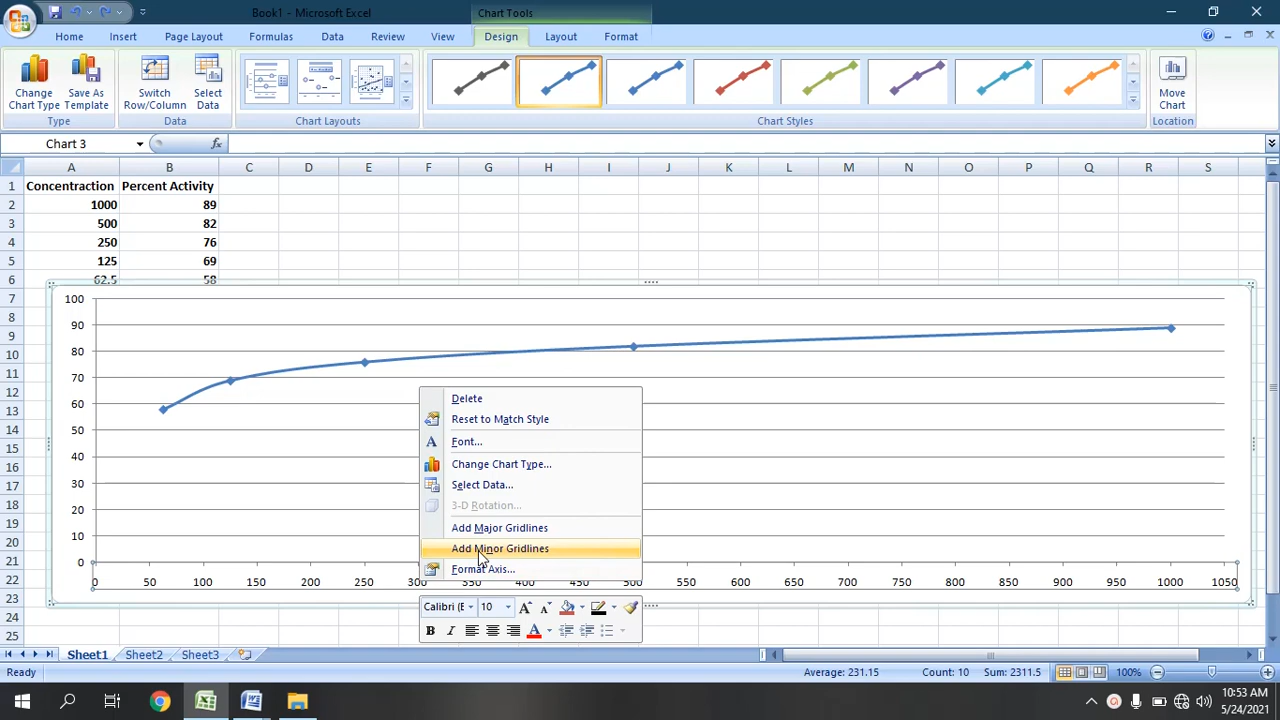 Book1 - Microsoft Excel
Chart Tools
Home Insert Page Layout Formulas Data Review View Design Layout Format
Change Chart Type
Save As Template
Switch Row/Column
Select Data
Move Chart
Type Data Chart Layouts Chart Styles Location
Chart 3 fx
A B C D E F G H I J K L M N O P Q R S
1 Concentraction Percent Activity
2 1000 89
3 500 82
4 250 76
5 125 69
6 62.5 58
7
8
9
10
11
12
13
14
15
16
17
18
19
20
21
22
23
24
25
100
90
80
70
60
50
40
30
20
10
0
0 50 100 150 200 250 300 500 550 600 650 700 750 800 850 900 950 1000 1050
Delete
Reset to Match Style
Font...
Change Chart Type...
Select Data...
3-D Rotation...
Add Major Gridlines
Add Minor Gridlines
Format Axis...
Calibri (E 10 A A
B I A
Sheet1 Sheet2 Sheet3
Ready Average: 231.15 Count: 10 Sum: 2311.5 100%
10:53 AM
5/24/2021